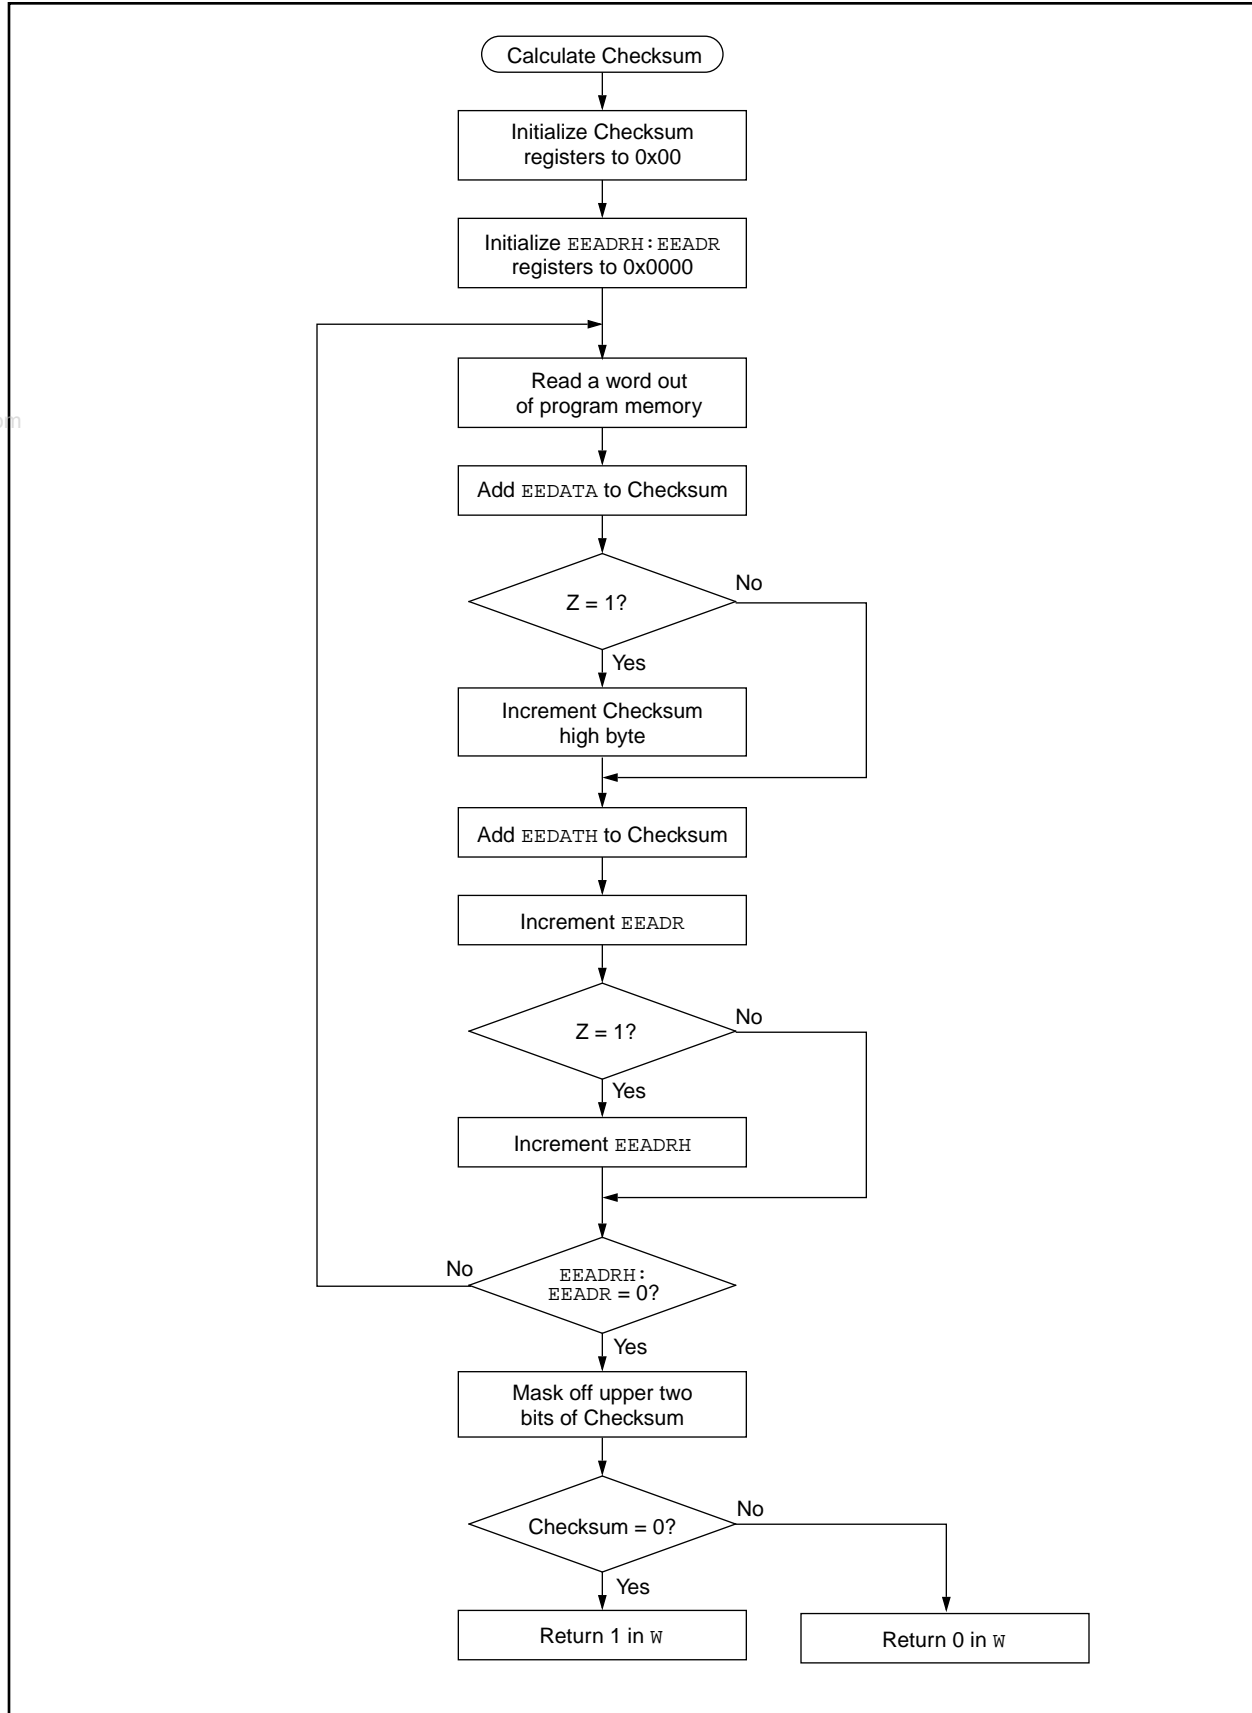 Calculate Checksum
Initialize Checksum
registers to 0x00
Initialize EEADRH:EEADR
registers to 0x0000
Read a word out
of program memory
Add EEDATA to Checksum
Z = 1?
No
Yes
Increment Checksum
high byte
Add EEDATH to Checksum
Increment EEADR
Z = 1?
No
Yes
Increment EEADRH
No
EEADRH:
EEADR = 0?
Yes
Mask off upper two
bits of Checksum
Checksum = 0?
No
Yes
Return 1 in W
Return 0 in W